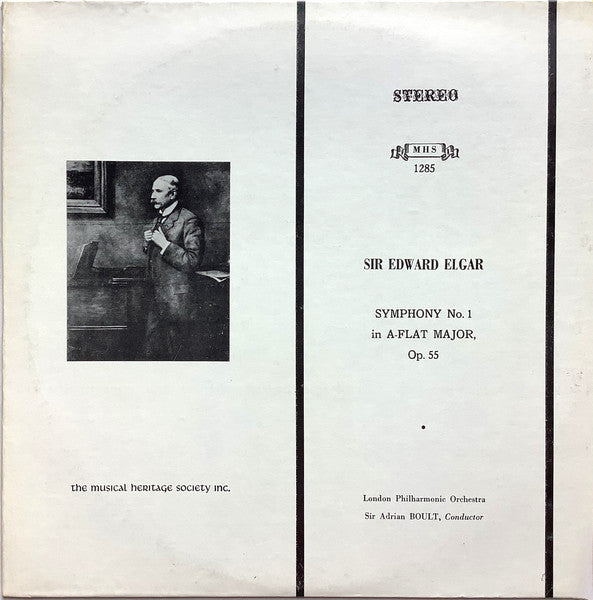 STEREO
MHS
1285
SIR EDWARD ELGAR
SYMPHONY No. 1
in A-FLAT MAJOR,
Op. 55
the musical heritage society inc.
London Philharmonic Orchestra
Sir Adrian BOULT, Conductor